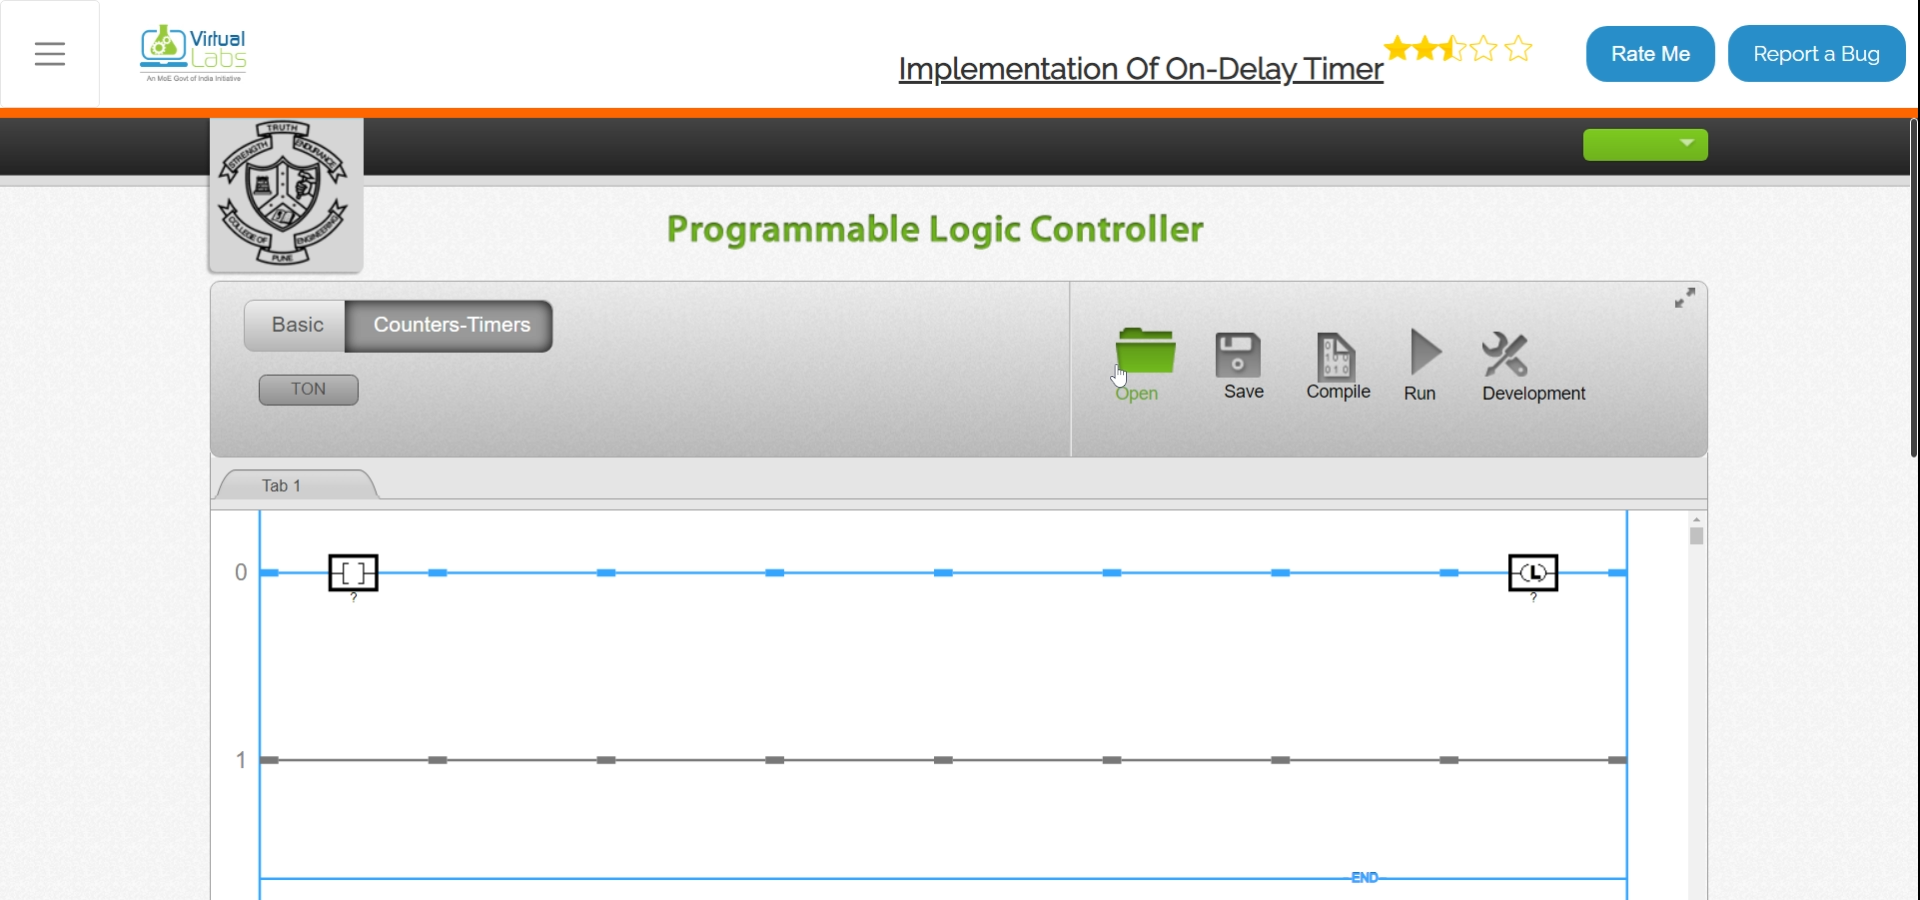 Virtual
Labs
An MoE Govt of India Initiative
Implementation Of On-Delay Timer
Rate Me
Report a Bug
TRUTH
STRENGTH
ENDURANCE
COLLEGE OF
ENGINEERING
PUNE
Programmable Logic Controller
Basic
Counters-Timers
TON
Open
Save
Compile
Run
Development
Tab 1
0
[ ]
?
(L)
?
1
END